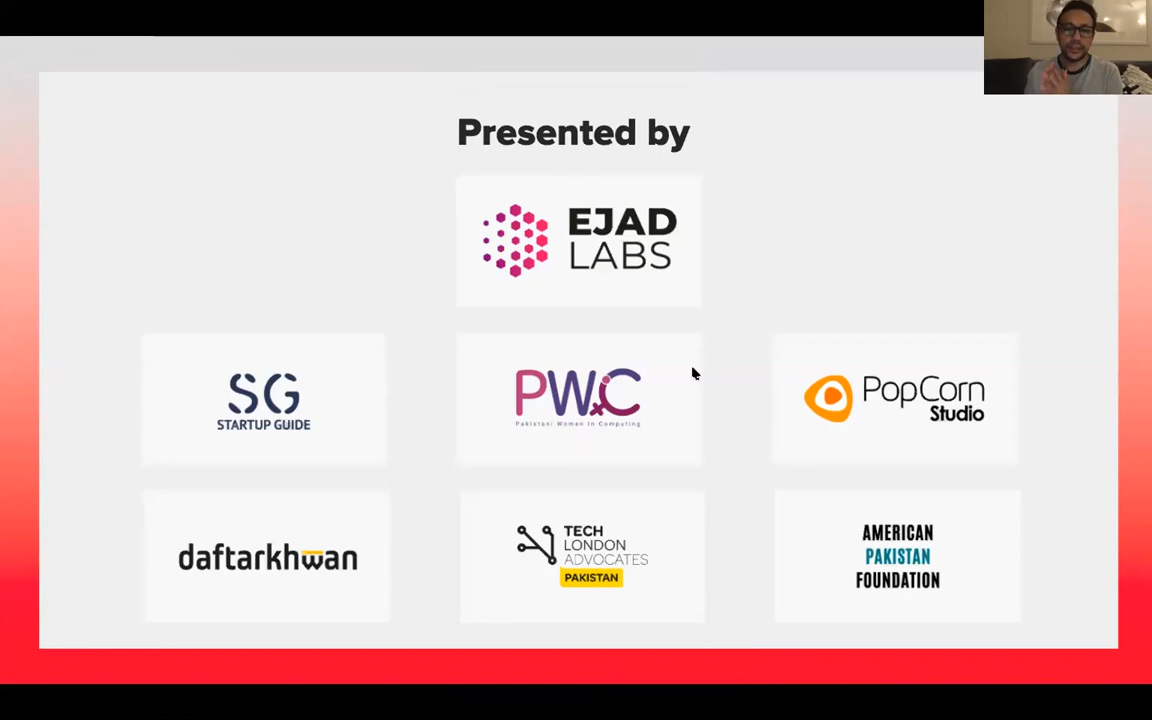 Presented by
EJAD
LABS
SG
STARTUP GUIDE
PWiC
Pakistani Women In Computing
PopCorn
Studio
daftarkhwan
TECH
LONDON
ADVOCATES
PAKISTAN
AMERICAN
PAKISTAN
FOUNDATION